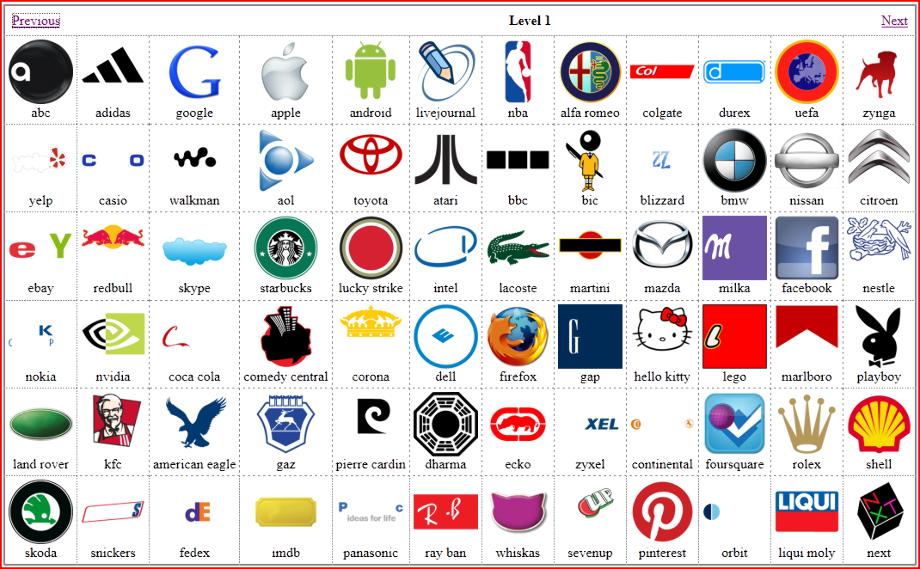 Previous Level 1 Next
a G Col d
abc adidas google apple android livejournal nba alfa romeo colgate durex uefa zynga
C O
yelp casio walkman aol toyota atari bbc bic blizzard bmw nissan citroen
e Y m f
ebay redbull skype starbucks lucky strike intel lacoste martini mazda milka facebook nestle
K C P C E G L
nokia nvidia coca cola comedy central corona dell firefox gap hello kitty lego marlboro playboy
KFC P XEL C
land rover kfc american eagle gaz pierre cardin dharma ecko zyxel continental foursquare rolex shell
S dE P c ideas for life R B UP P LIQUI NEXT
skoda snickers fedex imdb panasonic ray ban whiskas sevenup pinterest orbit liqui moly next